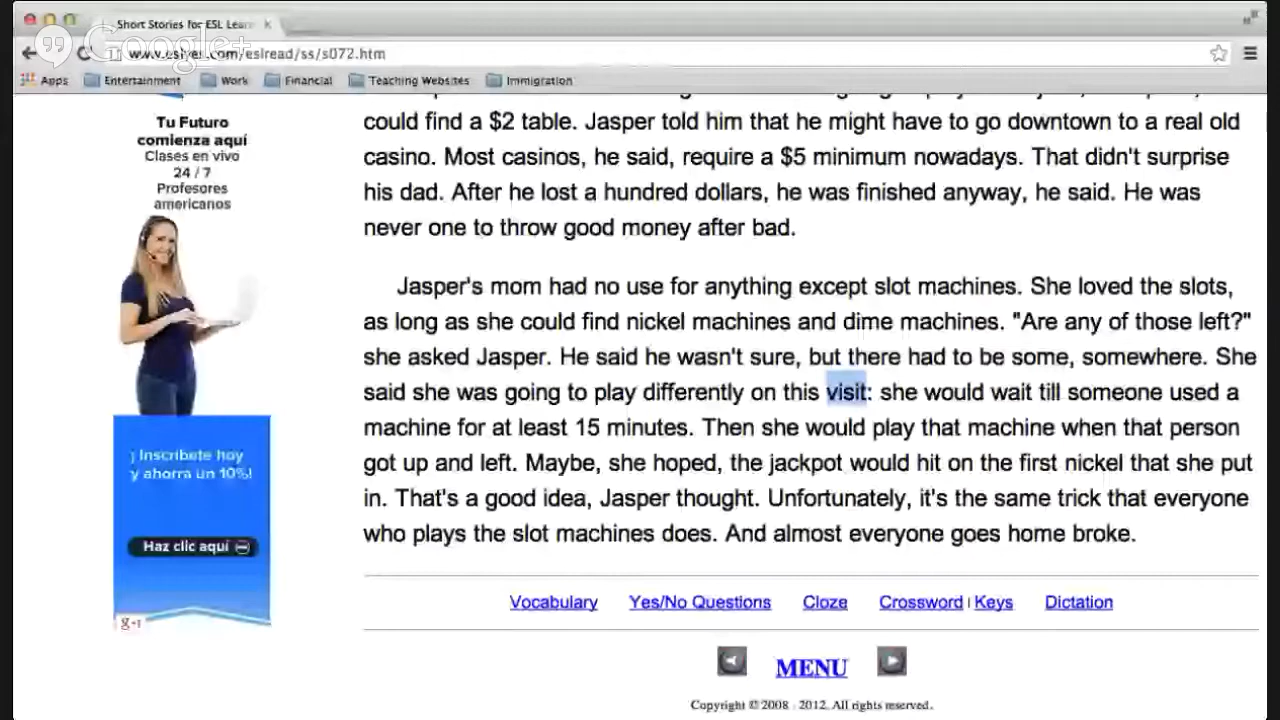 Short Stories for ESL Lear
Google+
www.eslyes.com/eslread/ss/s072.htm
Apps Entertainment Work Financial Teaching Websites Immigration
Tu Futuro
comienza aquí
Clases en vivo
24 / 7
Profesores
americanos
¡ Inscríbete hoy
y ahorra un 10%!
Haz clic aquí
g+1
could find a $2 table. Jasper told him that he might have to go downtown to a real old
casino. Most casinos, he said, require a $5 minimum nowadays. That didn't surprise
his dad. After he lost a hundred dollars, he was finished anyway, he said. He was
never one to throw good money after bad.
Jasper's mom had no use for anything except slot machines. She loved the slots,
as long as she could find nickel machines and dime machines. "Are any of those left?"
she asked Jasper. He said he wasn't sure, but there had to be some, somewhere. She
said she was going to play differently on this visit: she would wait till someone used a
machine for at least 15 minutes. Then she would play that machine when that person
got up and left. Maybe, she hoped, the jackpot would hit on the first nickel that she put
in. That's a good idea, Jasper thought. Unfortunately, it's the same trick that everyone
who plays the slot machines does. And almost everyone goes home broke.
Vocabulary Yes/No Questions Cloze Crossword | Keys Dictation
MENU
Copyright © 2008 - 2012. All rights reserved.